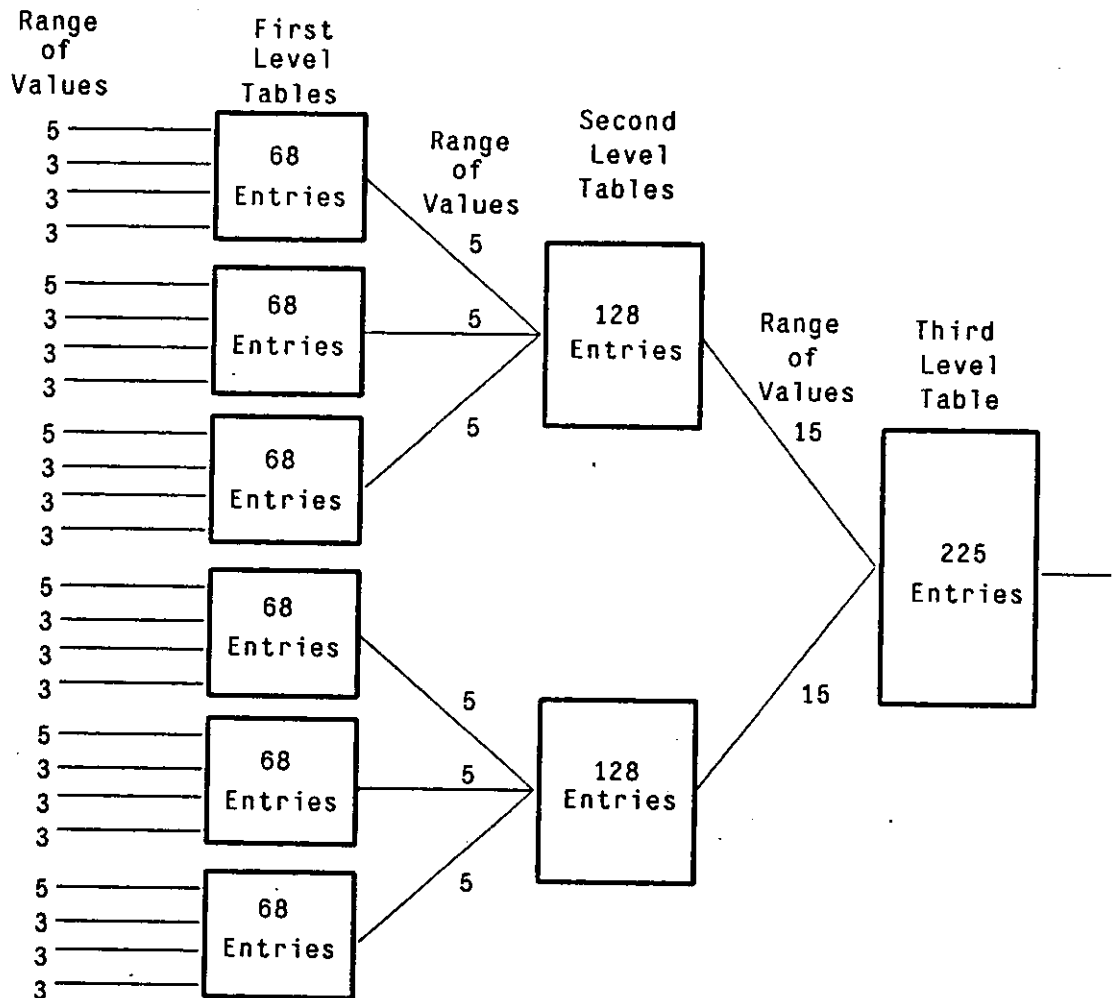 Range
of
Values
First
Level
Tables
5
3
3
3
68
Entries
5
3
3
3
68
Entries
5
3
3
3
68
Entries
5
3
3
3
68
Entries
5
3
3
3
68
Entries
5
3
3
3
68
Entries
Range
of
Values
5
5
5
5
5
5
Second
Level
Tables
128
Entries
128
Entries
Range
of
Values
15
15
Third
Level
Table
225
Entries